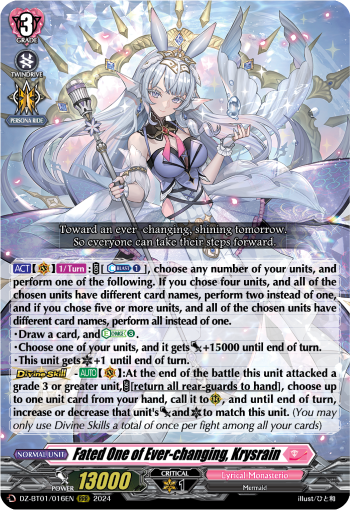 3
GRADE
TWINDRIVE
PERSONA RIDE
Toward an ever changing, shining tomorrow.
So everyone can take their steps forward.
ACT【 】1/Turn : [ BLAST 1 ], choose any number of your units, and
perform one of the following. If you chose four units, and all of the
chosen units have different card names, perform two instead of one,
and if you chose five or more units, and all of the chosen units have
different card names, perform all instead of one.
・Draw a card, and CHARGE 3.
・Choose one of your units, and it gets +15000 until end of turn.
・This unit gets +1 until end of turn.
Divine Skill - AUTO【 】:At the end of the battle this unit attacked a
grade 3 or greater unit, [return all rear-guards to hand], choose up
to one unit card from your hand, call it to , and until end of turn,
increase or decrease that unit's and to match this unit. (You may
only use Divine Skills a total of once per fight among all your cards)
NORMAL UNIT
Fated One of Ever-changing, Krysrain
POWER 13000
CRITICAL
1
Lyrical Monasterio
Mermaid
DZ-BT01/016EN RRR 2024
illust/ひと和